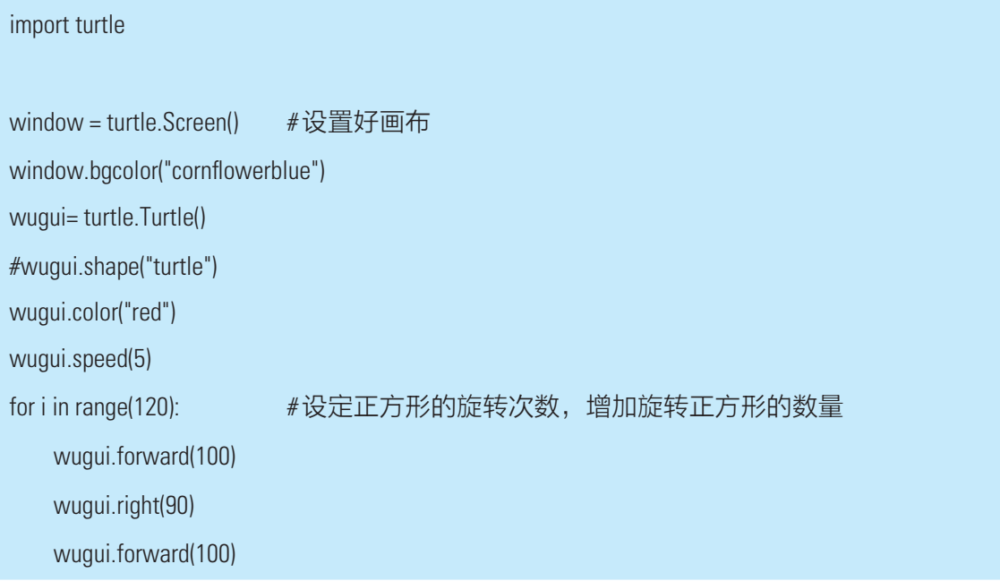 import turtle
window = turtle.Screen()    #设置好画布
window.bgcolor("cornflowerblue")
wugui= turtle.Turtle()
#wugui.shape("turtle")
wugui.color("red")
wugui.speed(5)
for i in range(120):    #设定正方形的旋转次数，增加旋转正方形的数量
    wugui.forward(100)
    wugui.right(90)
    wugui.forward(100)